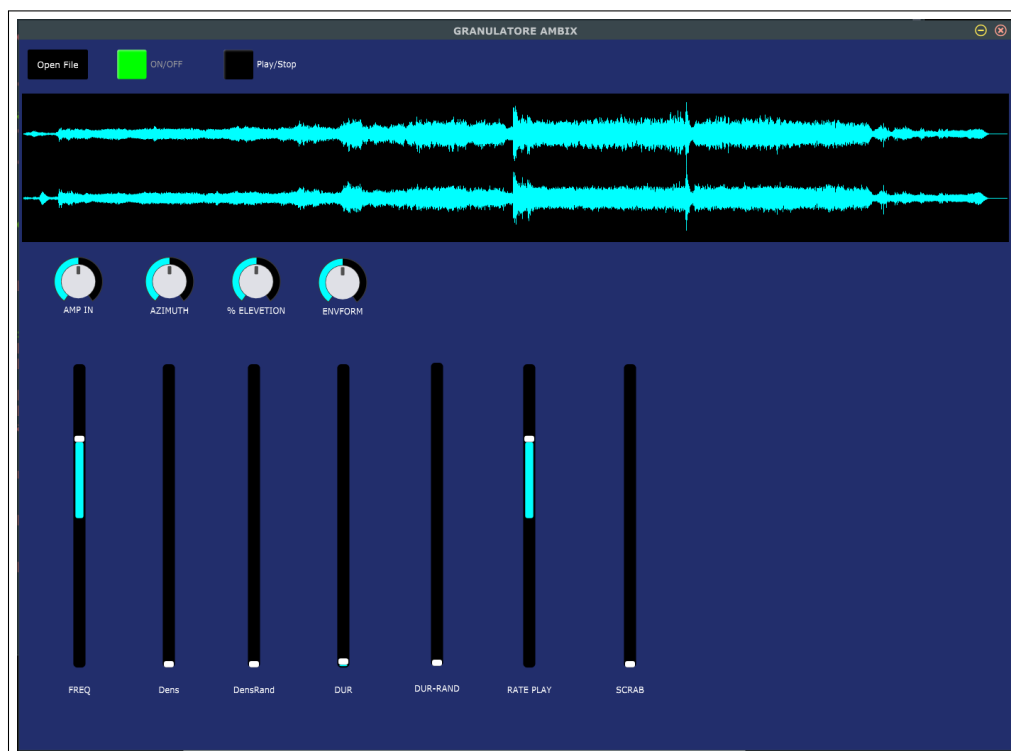 GRANULATORE AMBIX
Open File
ON/OFF
Play/Stop
AMP IN
AZIMUTH
% ELEVETION
ENVFORM
FREQ
Dens
DensRand
DUR
DUR-RAND
RATE PLAY
SCRAB